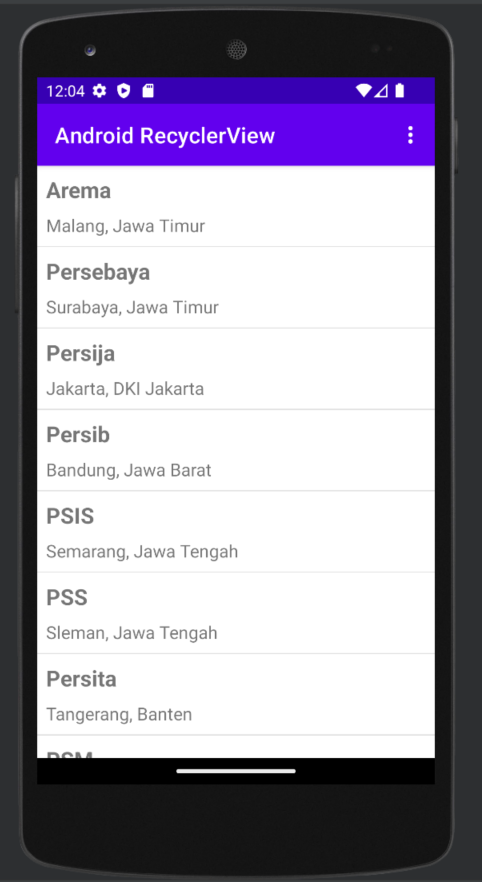 12:04
Android RecyclerView
Arema
Malang, Jawa Timur
Persebaya
Surabaya, Jawa Timur
Persija
Jakarta, DKI Jakarta
Persib
Bandung, Jawa Barat
PSIS
Semarang, Jawa Tengah
PSS
Sleman, Jawa Tengah
Persita
Tangerang, Banten
PSM